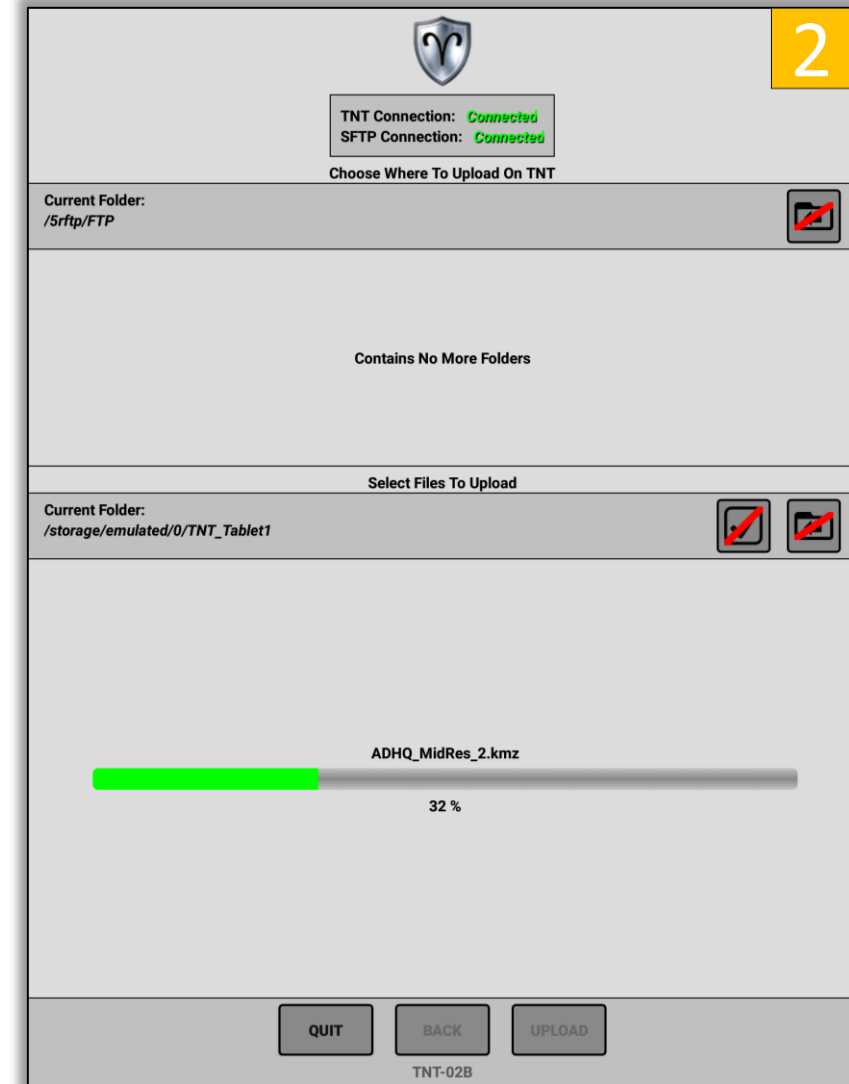 2
TNT Connection: Connected
SFTP Connection: Connected
Choose Where To Upload On TNT
Current Folder:
/5rftp/FTP
Contains No More Folders
Select Files To Upload
Current Folder:
/storage/emulated/0/TNT_Tablet1
ADHQ_MidRes_2.kmz
32 %
QUIT BACK UPLOAD
TNT-02B